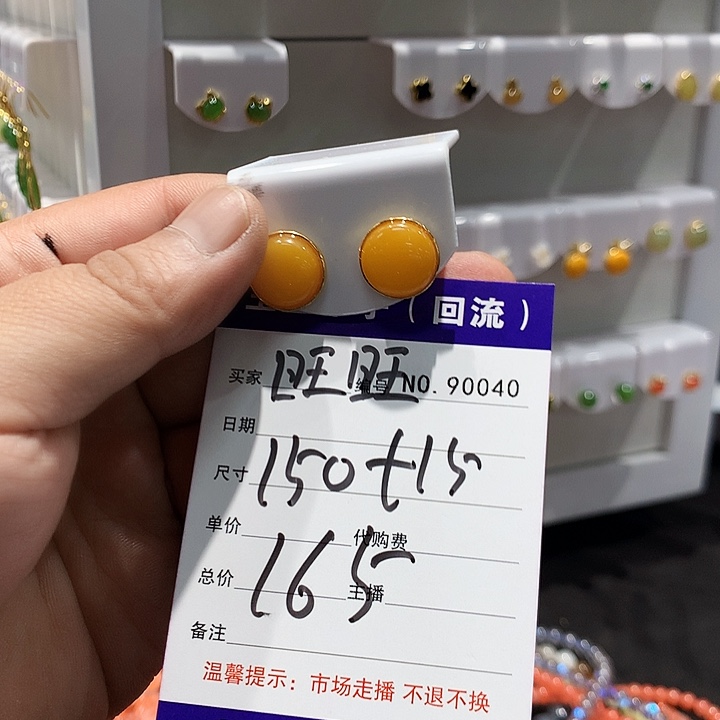 （回流）
买家 旺旺 编号 NO. 90040
日期
尺寸 150+15
单价 代购费
总价 165 主播
备注
温馨提示：市场走播 不退不换